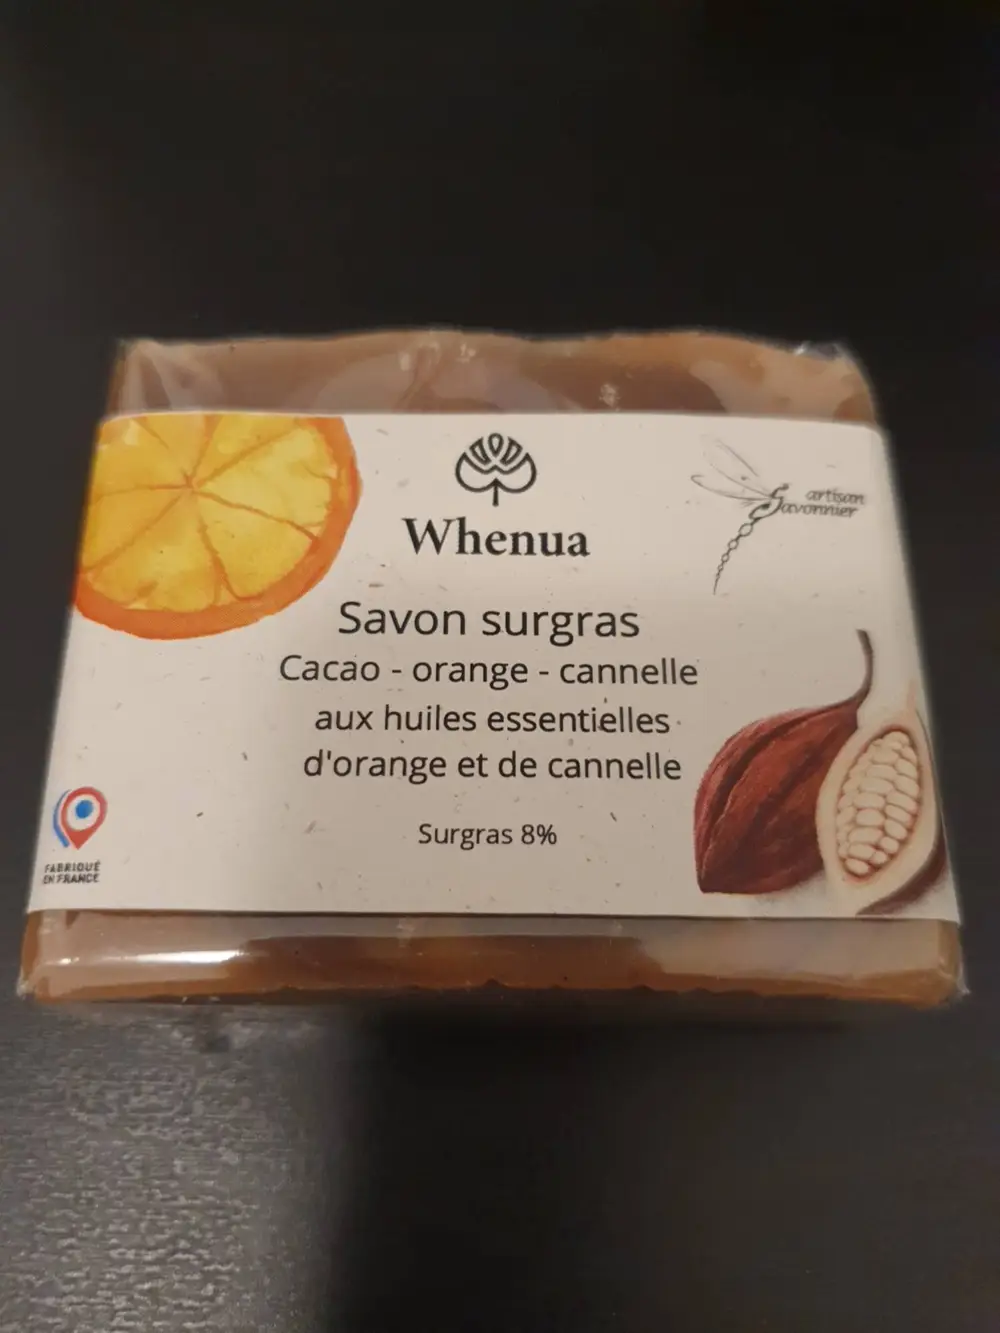 Whenua
artisan
Savonnier
Savon surgras
Cacao - orange - cannelle
aux huiles essentielles
d'orange et de cannelle
Surgras 8%
FABRIQUÉ
EN FRANCE